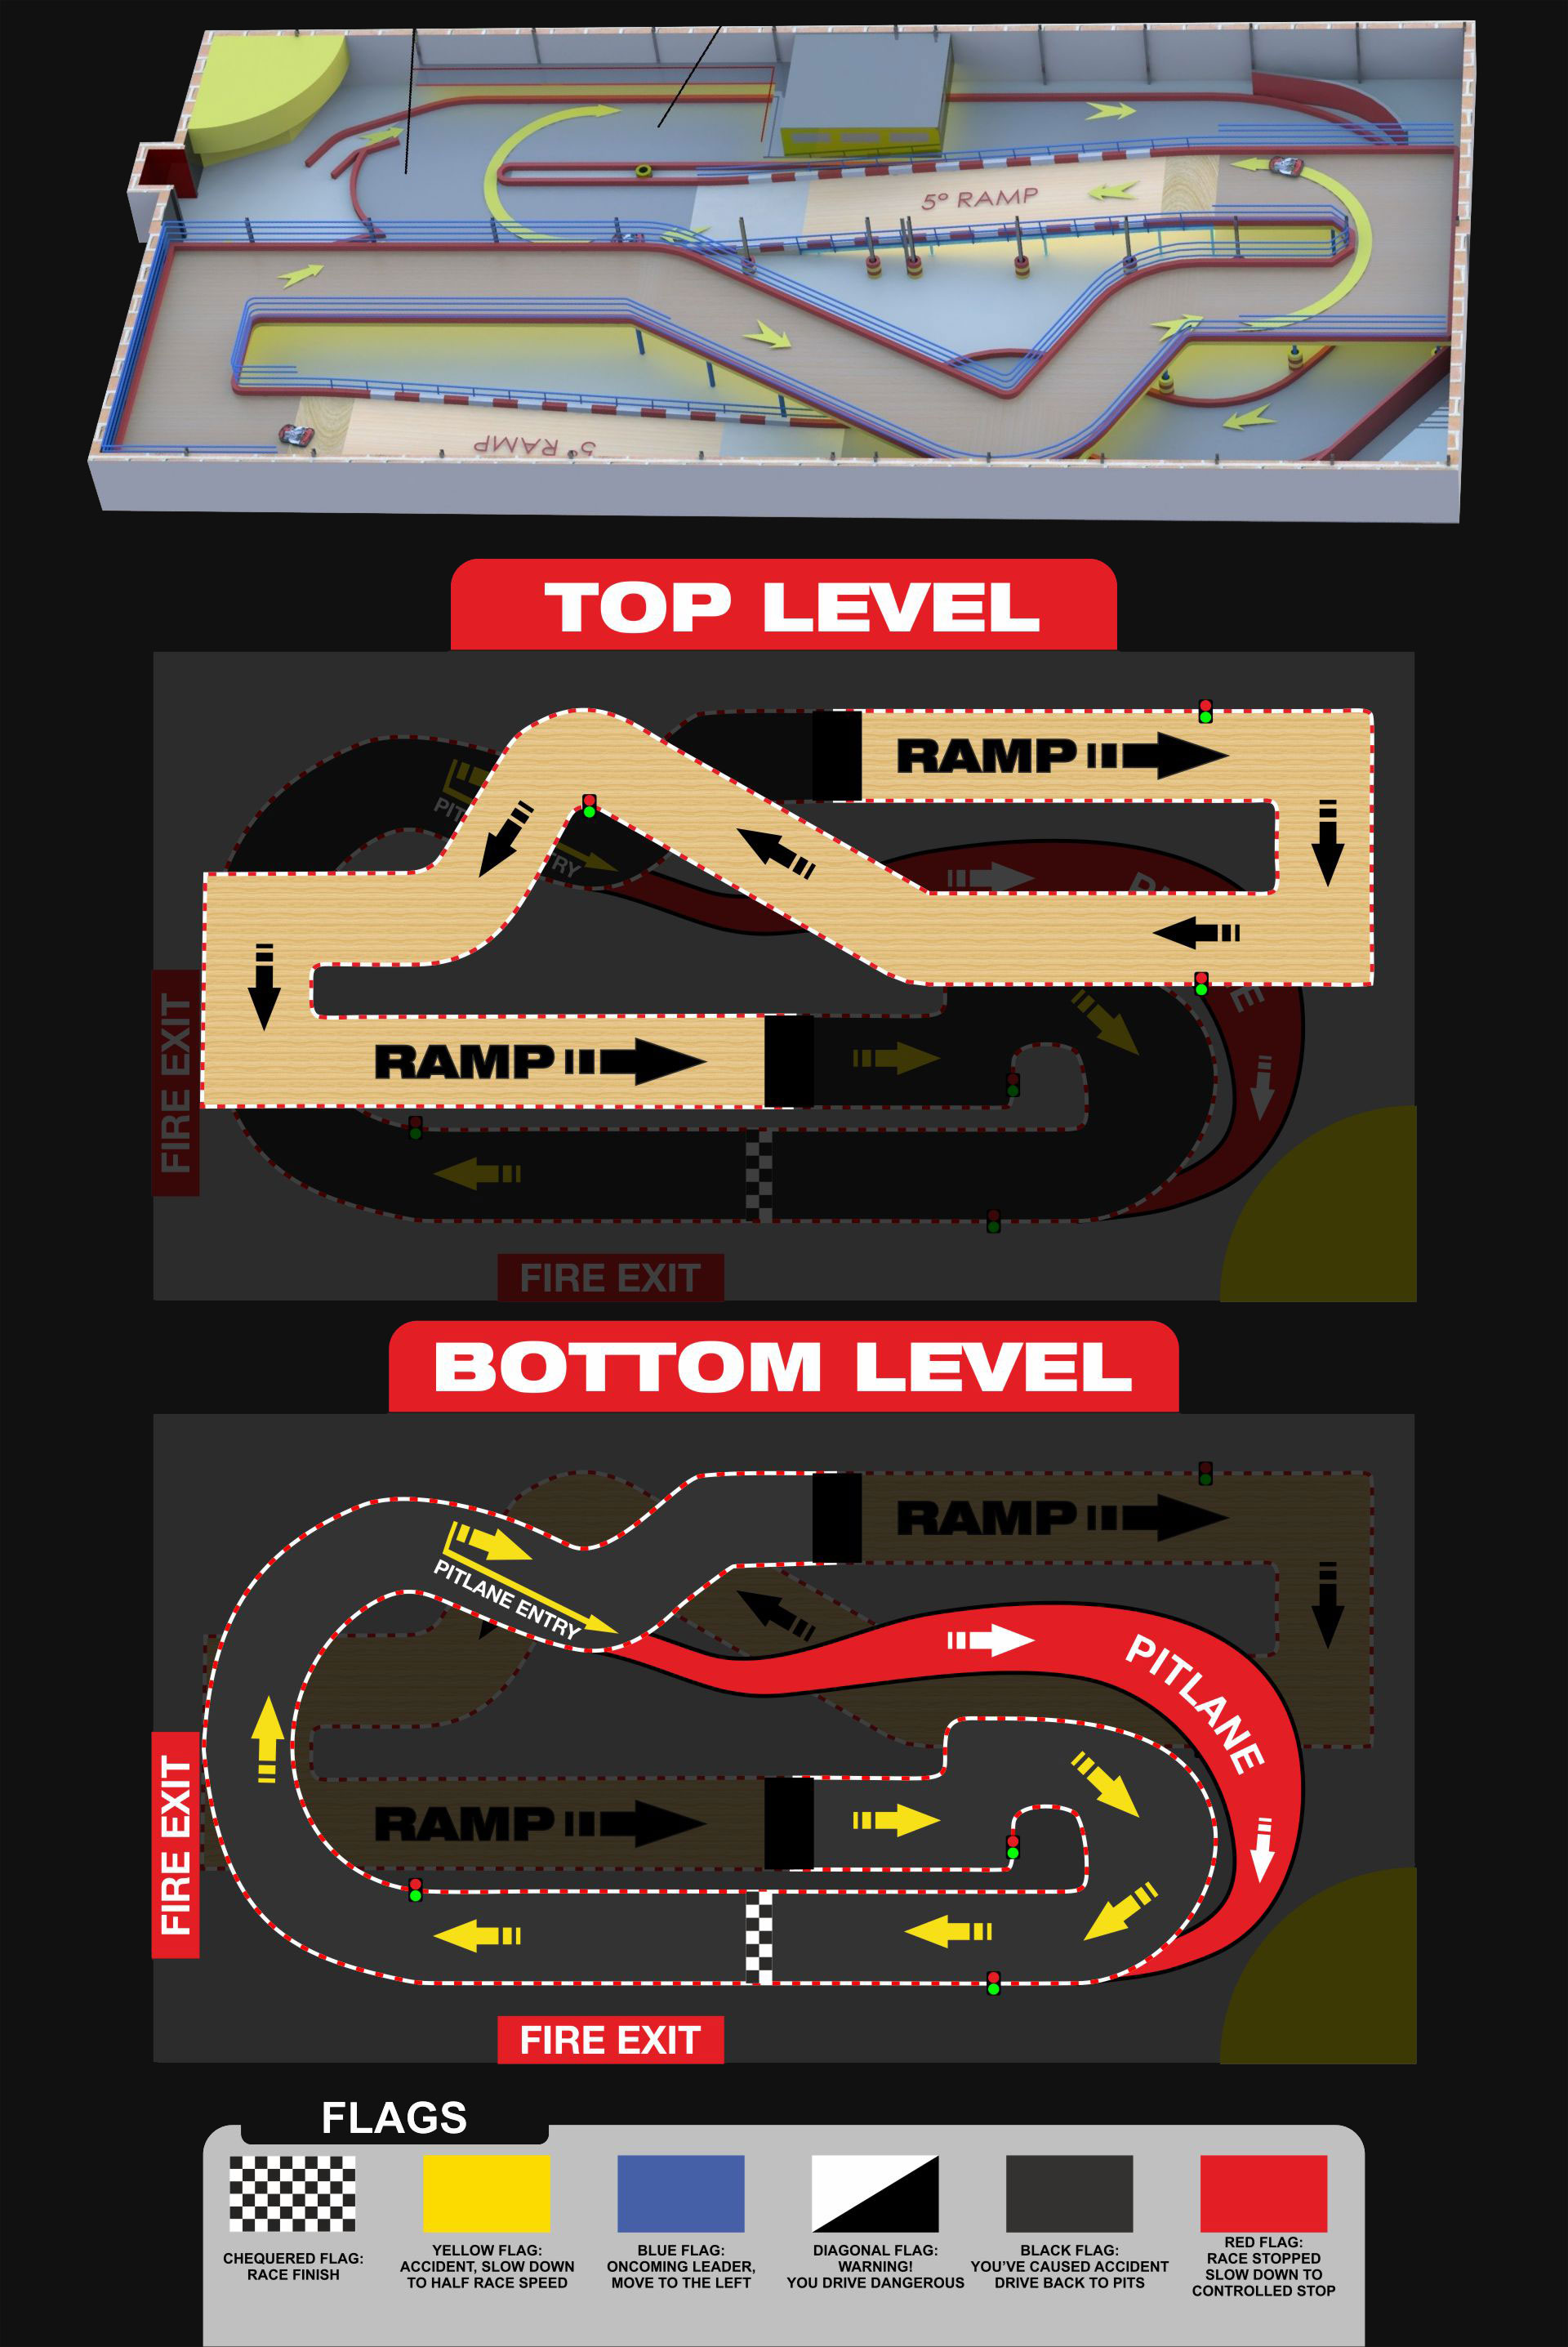 5° RAMP
5° RAMP
TOP LEVEL
RAMP
PIT
RY
PI
E
RAMP
FIRE EXIT
FIRE EXIT
BOTTOM LEVEL
RAMP
PITLANE ENTRY
PITLANE
RAMP
FIRE EXIT
FIRE EXIT
FLAGS
CHEQUERED FLAG:
RACE FINISH
YELLOW FLAG:
ACCIDENT, SLOW DOWN
TO HALF RACE SPEED
BLUE FLAG:
ONCOMING LEADER,
MOVE TO THE LEFT
DIAGONAL FLAG:
WARNING!
YOU DRIVE DANGEROUS
BLACK FLAG:
YOU'VE CAUSED ACCIDENT
DRIVE BACK TO PITS
RED FLAG:
RACE STOPPED
SLOW DOWN TO
CONTROLLED STOP